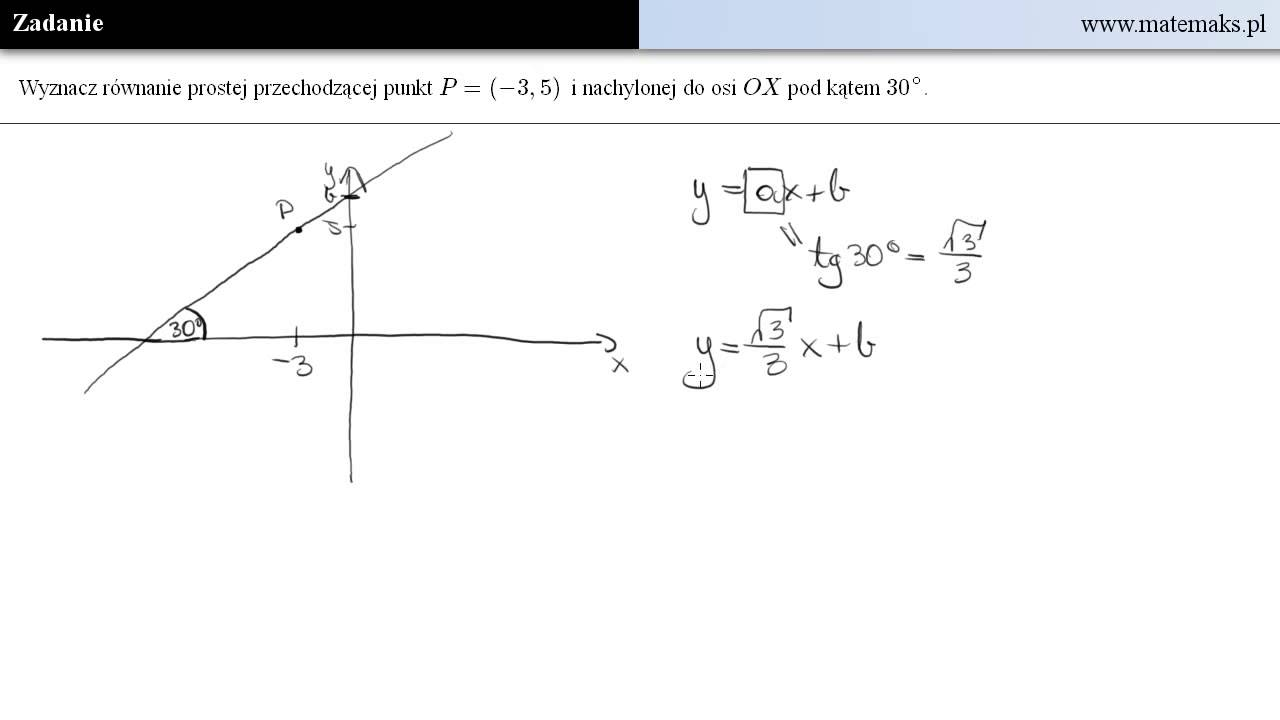 Zadanie
www.matemaks.pl
Wyznacz równanie prostej przechodzącej punkt P = (−3, 5) i nachylonej do osi OX pod kątem 30°.
y
b
P
5
30°
-3
x
y = ax + b
tg 30° = √3/3
y = √3/3 x + b